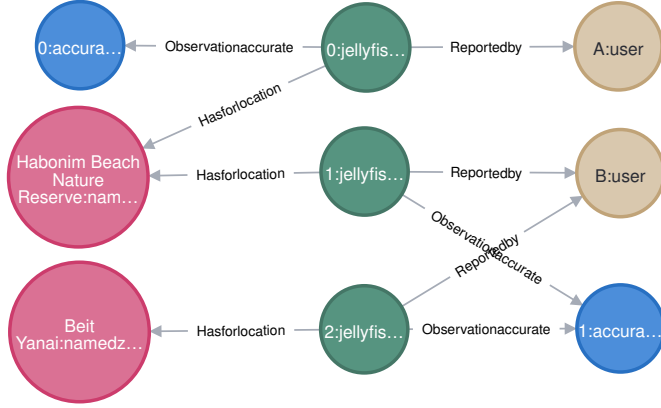 0:accura…
Observationaccurate
0:jellyfis…
Reportedby
A:user
Hasforlocation
Habonim Beach
Nature
Reserve:nam…
Hasforlocation
1:jellyfis…
Reportedby
B:user
Observationaccurate
Reportedby
Beit
Yanai:namedz…
Hasforlocation
2:jellyfis…
Observationaccurate
1:accura…